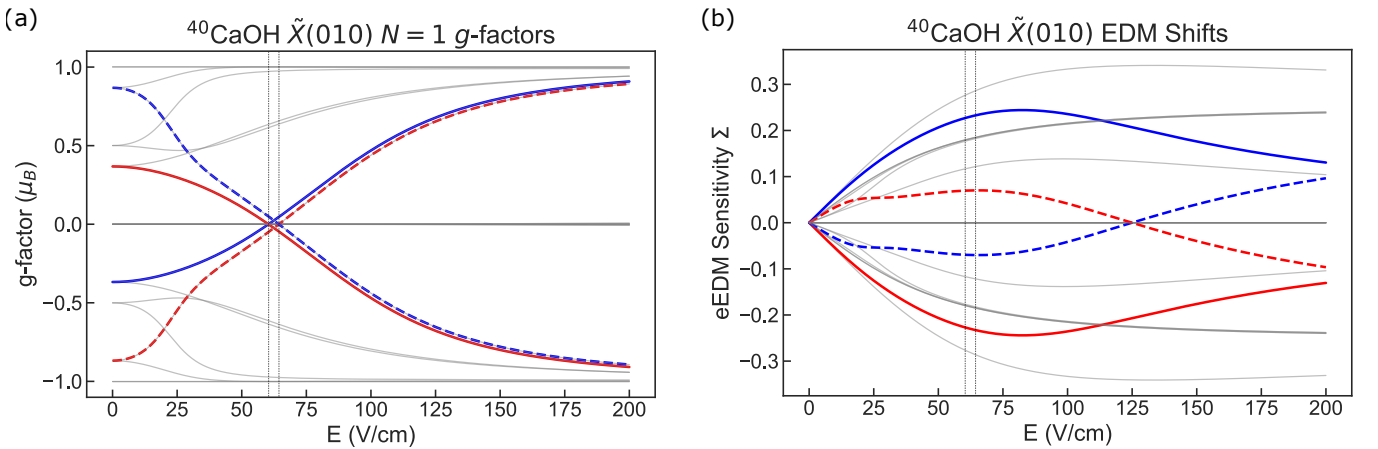 (a)
⁴⁰CaOH X̃(010) N = 1 g-factors
g-factor (μ_B)
1.0
0.5
0.0
−0.5
−1.0
0 25 50 75 100 125 150 175 200
E (V/cm)
(b)
⁴⁰CaOH X̃(010) EDM Shifts
eEDM Sensitivity Σ
0.3
0.2
0.1
0.0
−0.1
−0.2
−0.3
0 25 50 75 100 125 150 175 200
E (V/cm)